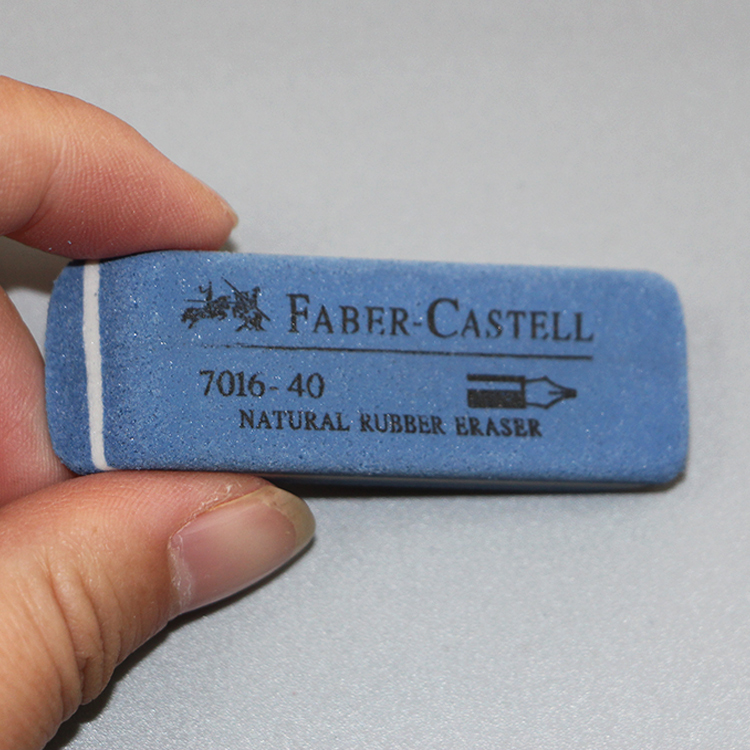 FABER-CASTELL
7016-40
NATURAL RUBBER ERASER